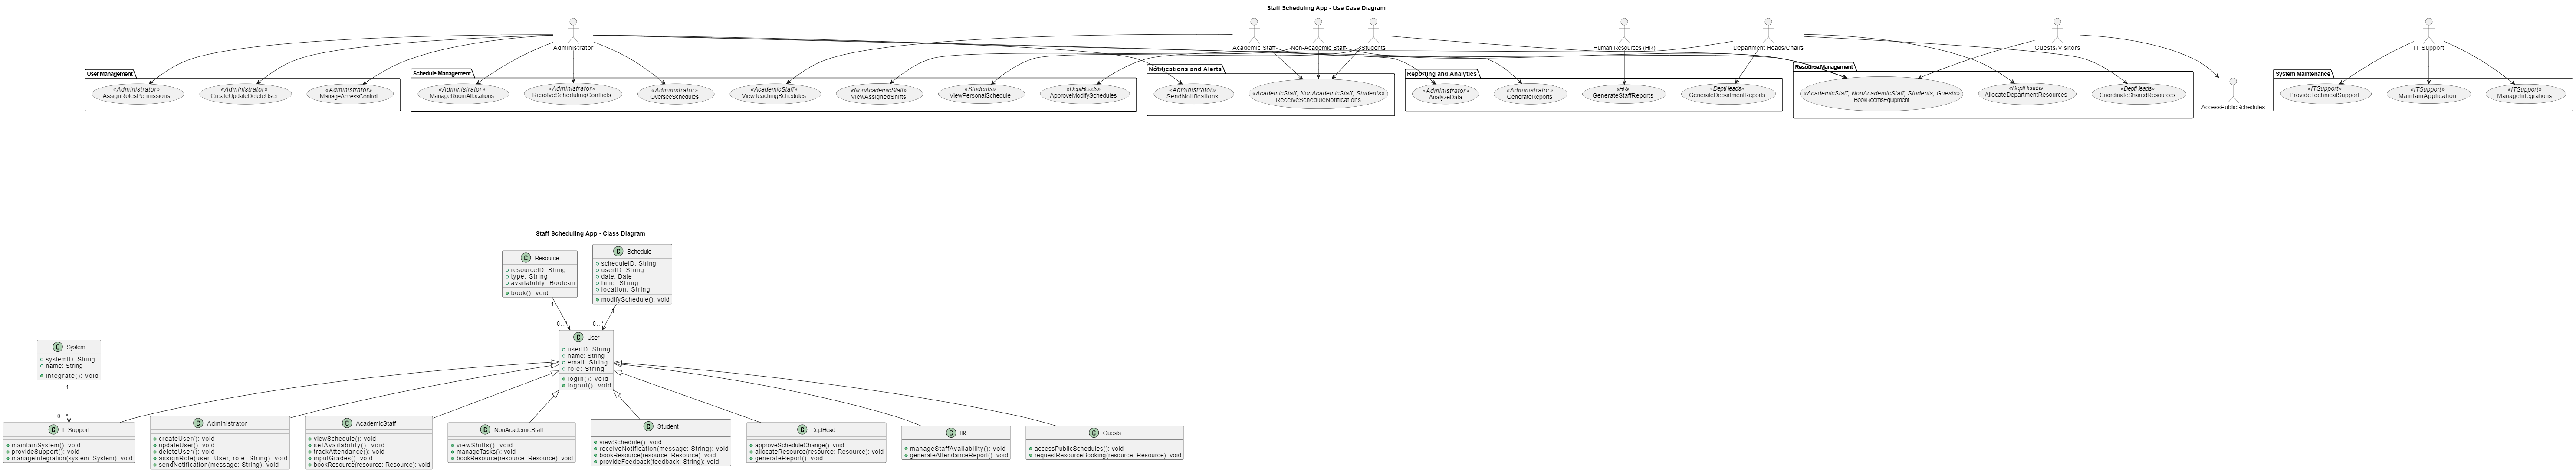 Staff Scheduling App - Use Case Diagram
Administrator
Academic Staff
Non-Academic Staff
Students
Human Resources (HR)
Department Heads/Chairs
Guests/Visitors
IT Support
User Management
«Administrator»
AssignRolesPermissions
«Administrator»
CreateUpdateDeleteUser
«Administrator»
ManageAccessControl
Schedule Management
«Administrator»
ManageRoomAllocations
«Administrator»
ResolveSchedulingConflicts
«Administrator»
OverseeSchedules
«AcademicStaff»
ViewTeachingSchedules
«NonAcademicStaff»
ViewAssignedShifts
«Students»
ViewPersonalSchedule
«DeptHeads»
ApproveModifySchedules
Notifications and Alerts
«Administrator»
SendNotifications
«AcademicStaff, NonAcademicStaff, Students»
ReceiveScheduleNotifications
Reporting and Analytics
«Administrator»
AnalyzeData
«Administrator»
GenerateReports
«HR»
GenerateStaffReports
«DeptHeads»
GenerateDepartmentReports
Resource Management
«AcademicStaff, NonAcademicStaff, Students, Guests»
BookRoomsEquipment
«DeptHeads»
AllocateDepartmentResources
«DeptHeads»
CoordinateSharedResources
AccessPublicSchedules
System Maintenance
«ITSupport»
ProvideTechnicalSupport
«ITSupport»
MaintainApplication
«ITSupport»
ManageIntegrations
Staff Scheduling App - Class Diagram
C Resource
resourceID: String
type: String
availability: Boolean
book(): void
C Schedule
scheduleID: String
userID: String
date: Date
time: String
location: String
modifySchedule(): void
1
1
0..*
0..*
C System
systemID: String
name: String
integrate(): void
1
0..*
C User
userID: String
name: String
email: String
role: String
login(): void
logout(): void
C ITSupport
maintainSystem(): void
provideSupport(): void
manageIntegration(system: System): void
C Administrator
createUser(): void
updateUser(): void
deleteUser(): void
assignRole(user: User, role: String): void
sendNotification(message: String): void
C AcademicStaff
viewSchedule(): void
setAvailability(): void
trackAttendance(): void
inputGrades(): void
bookResource(resource: Resource): void
C NonAcademicStaff
viewShifts(): void
manageTasks(): void
bookResource(resource: Resource): void
C Student
viewSchedule(): void
receiveNotification(message: String): void
bookResource(resource: Resource): void
provideFeedback(feedback: String): void
C DeptHead
approveScheduleChange(): void
allocateResource(resource: Resource): void
generateReport(): void
C HR
manageStaffAvailability(): void
generateAttendanceReport(): void
C Guests
accessPublicSchedules(): void
requestResourceBooking(resource: Resource): void